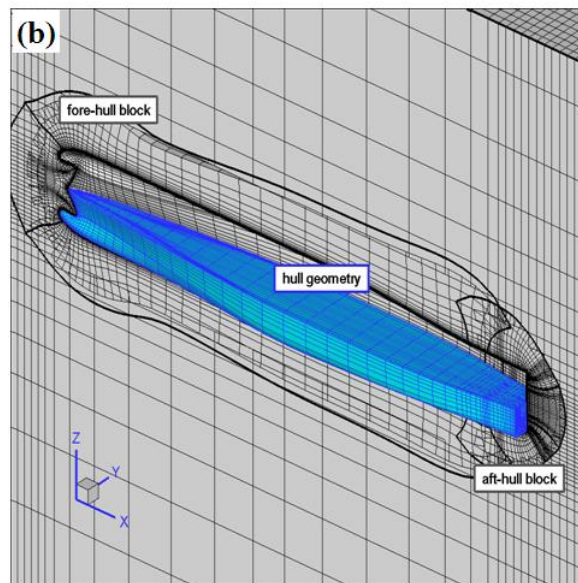 (b)
fore-hull block
hull geometry
aft-hull block
Z
Y
X